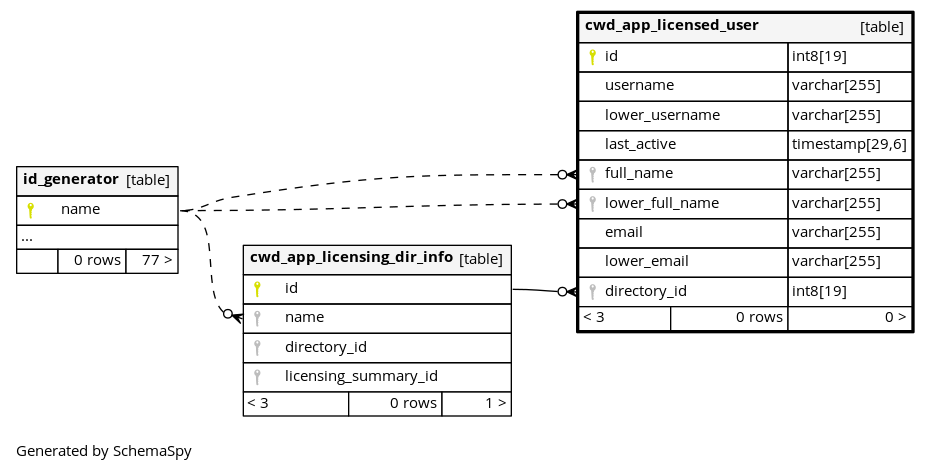 cwd_app_licensed_user [table]
id int8[19]
username varchar[255]
lower_username varchar[255]
last_active timestamp[29,6]
full_name varchar[255]
lower_full_name varchar[255]
email varchar[255]
lower_email varchar[255]
directory_id int8[19]
< 3 0 rows 0 >
id_generator [table]
name
...
0 rows 77 >
cwd_app_licensing_dir_info [table]
id
name
directory_id
licensing_summary_id
< 3 0 rows 1 >
Generated by SchemaSpy